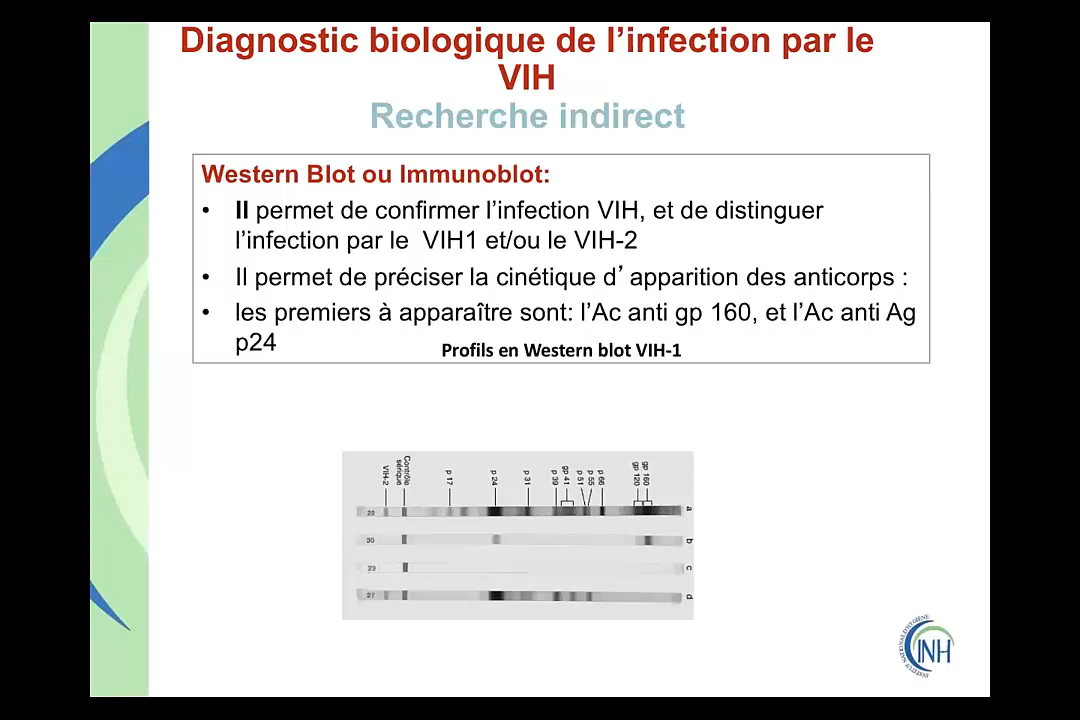 Diagnostic biologique de l’infection par le
VIH
Recherche indirect
Western Blot ou Immunoblot:
• Il permet de confirmer l’infection VIH, et de distinguer
l’infection par le VIH1 et/ou le VIH-2
• Il permet de préciser la cinétique d’apparition des anticorps :
• les premiers à apparaître sont: l’Ac anti gp 160, et l’Ac anti Ag
p24
Profils en Western blot VIH-1
VIH-2
Contrôle
sérique
p 17
p 24
p 31
p 39
gp 41
p 51
p 55
p 66
gp 120
gp 160
22 a
30 b
23 c
27 d
INSTITUT NATIONAL D'HYGIENE
INH